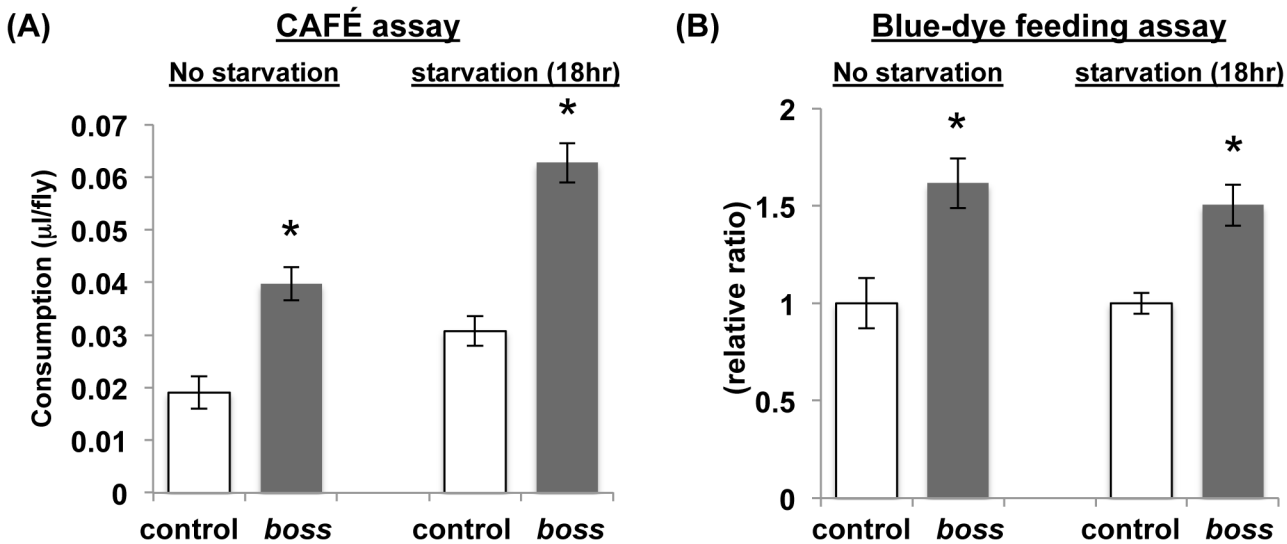 (A) CAFÉ assay
No starvation starvation (18hr)
* *
Consumption (μl/fly)
0.07
0.06
0.05
0.04
0.03
0.02
0.01
0
control boss control boss
(B) Blue-dye feeding assay
No starvation starvation (18hr)
* *
(relative ratio)
2
1.5
1
0.5
0
control boss control boss